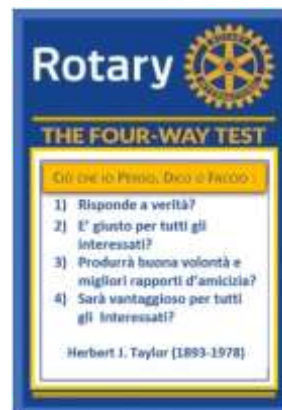 Rotary
THE FOUR-WAY TEST
CIÒ CHE IO PENSO, DICO O FACCIO :
1) Risponde a verità?
2) E' giusto per tutti gli
interessati?
3) Produrrà buona volontà e
migliori rapporti d'amicizia?
4) Sarà vantaggioso per tutti
gli Interessati?
Herbert J. Taylor (1893-1978)